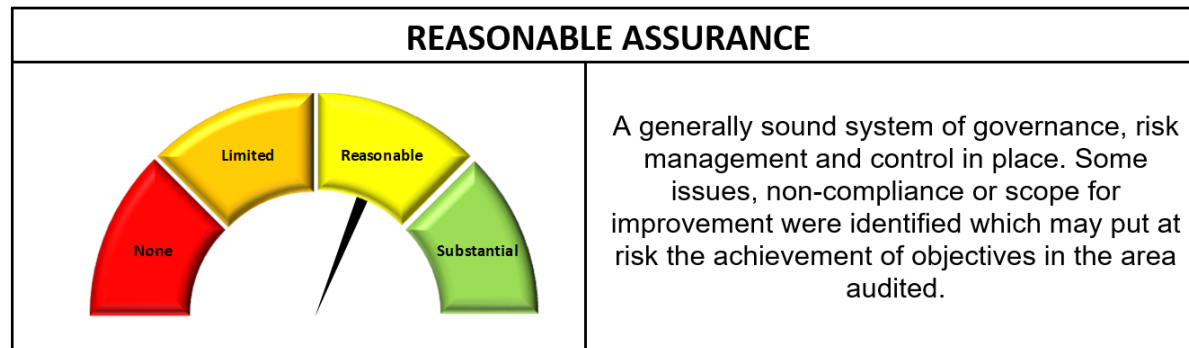 REASONABLE ASSURANCE
Limited
Reasonable
None
Substantial
A generally sound system of governance, risk
management and control in place. Some
issues, non-compliance or scope for
improvement were identified which may put at
risk the achievement of objectives in the area
audited.